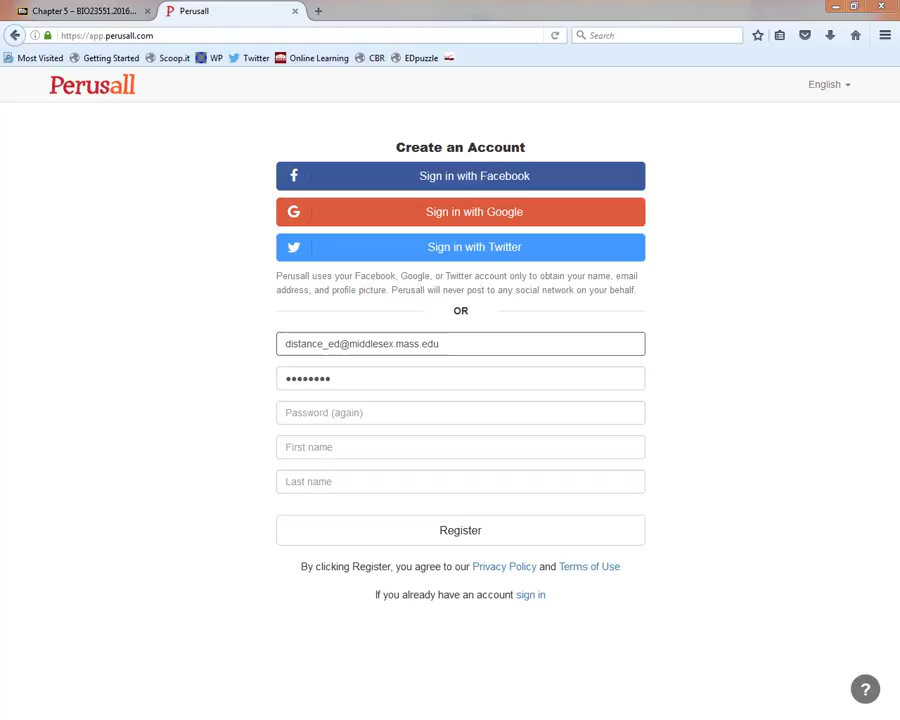 Chapter 5 – BIO23551.2016...
Perusall
https://app.perusall.com
Search
Most Visited
Getting Started
Scoop.it
WP
Twitter
Online Learning
CBR
EDpuzzle
Perusall
English
Create an Account
Sign in with Facebook
Sign in with Google
Sign in with Twitter
Perusall uses your Facebook, Google, or Twitter account only to obtain your name, email
address, and profile picture. Perusall will never post to any social network on your behalf.
OR
distance_ed@middlesex.mass.edu
Password (again)
First name
Last name
Register
By clicking Register, you agree to our Privacy Policy and Terms of Use
If you already have an account sign in
?